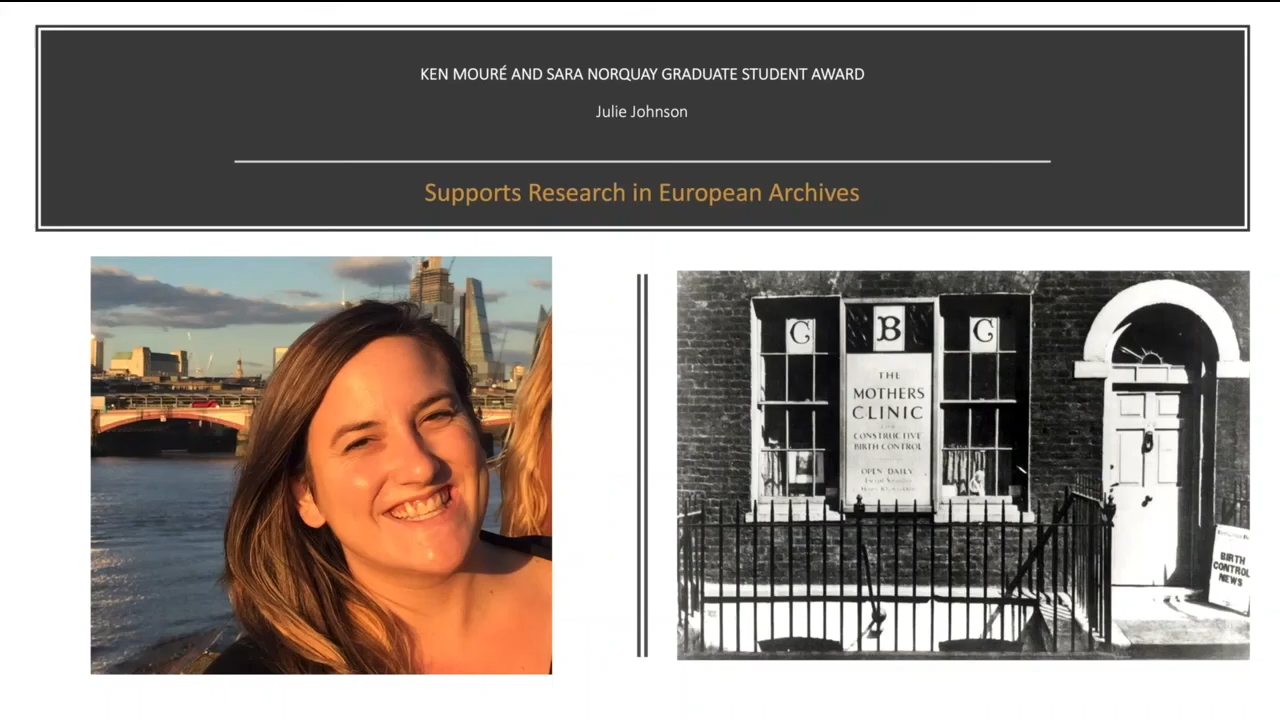 KEN MOURÉ AND SARA NORQUAY GRADUATE STUDENT AWARD
Julie Johnson
Supports Research in European Archives
C B C
THE
MOTHERS
CLINIC
CONSTRUCTIVE
BIRTH CONTROL
OPEN DAILY
BIRTH
CONTROL
NEWS